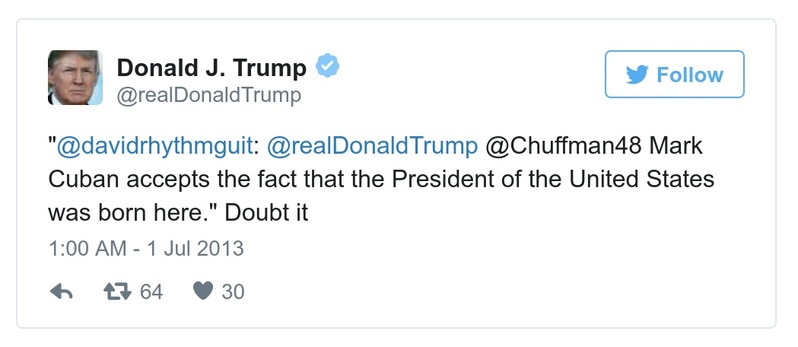 Donald J. Trump
@realDonaldTrump
Follow
"@davidrhythmguit: @realDonaldTrump @Chuffman48 Mark
Cuban accepts the fact that the President of the United States
was born here." Doubt it
1:00 AM - 1 Jul 2013
64 30